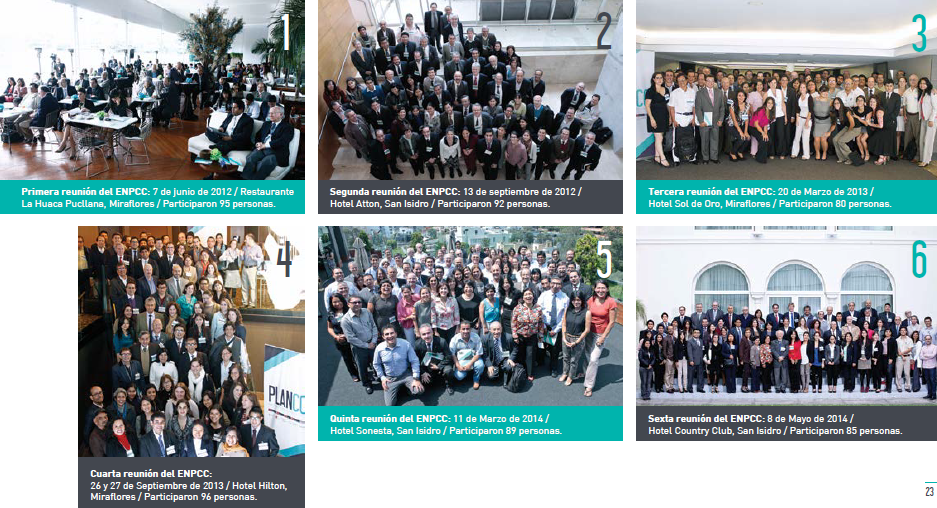 1
Primera reunión del ENPCC: 7 de junio de 2012 / Restaurante
La Huaca Pucllana, Miraflores / Participaron 95 personas.
2
Segunda reunión del ENPCC: 13 de septiembre de 2012 /
Hotel Atton, San Isidro / Participaron 92 personas.
3
CC
Tercera reunión del ENPCC: 20 de Marzo de 2013 /
Hotel Sol de Oro, Miraflores / Participaron 80 personas.
4
PLANCC
Cuarta reunión del ENPCC:
26 y 27 de Septiembre de 2013 / Hotel Hilton,
Miraflores / Participaron 96 personas.
5
Quinta reunión del ENPCC: 11 de Marzo de 2014 /
Hotel Sonesta, San Isidro / Participaron 89 personas.
6
Sexta reunión del ENPCC: 8 de Mayo de 2014 /
Hotel Country Club, San Isidro / Participaron 85 personas.
23